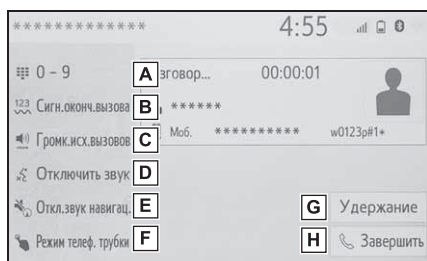 ************* 4:55
0 - 9 A зговор... 00:00:01
123 Сигн.оконч.вызова B ******
Громк.исх.вызовов C Моб. ********** w0123p#1*
Отключить звук D
Откл.звук навигац. E G Удержание
Режим телеф. трубки F H Завершить